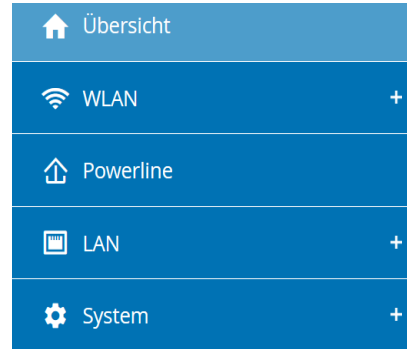 Übersicht
WLAN +
Powerline
LAN +
System +